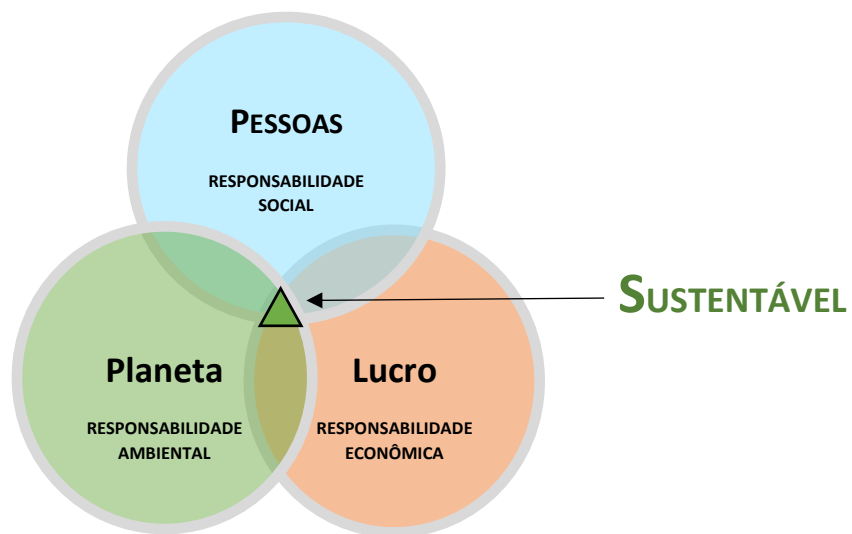 PESSOAS
RESPONSABILIDADE
SOCIAL
SUSTENTÁVEL
Planeta
RESPONSABILIDADE
AMBIENTAL
Lucro
RESPONSABILIDADE
ECONÔMICA